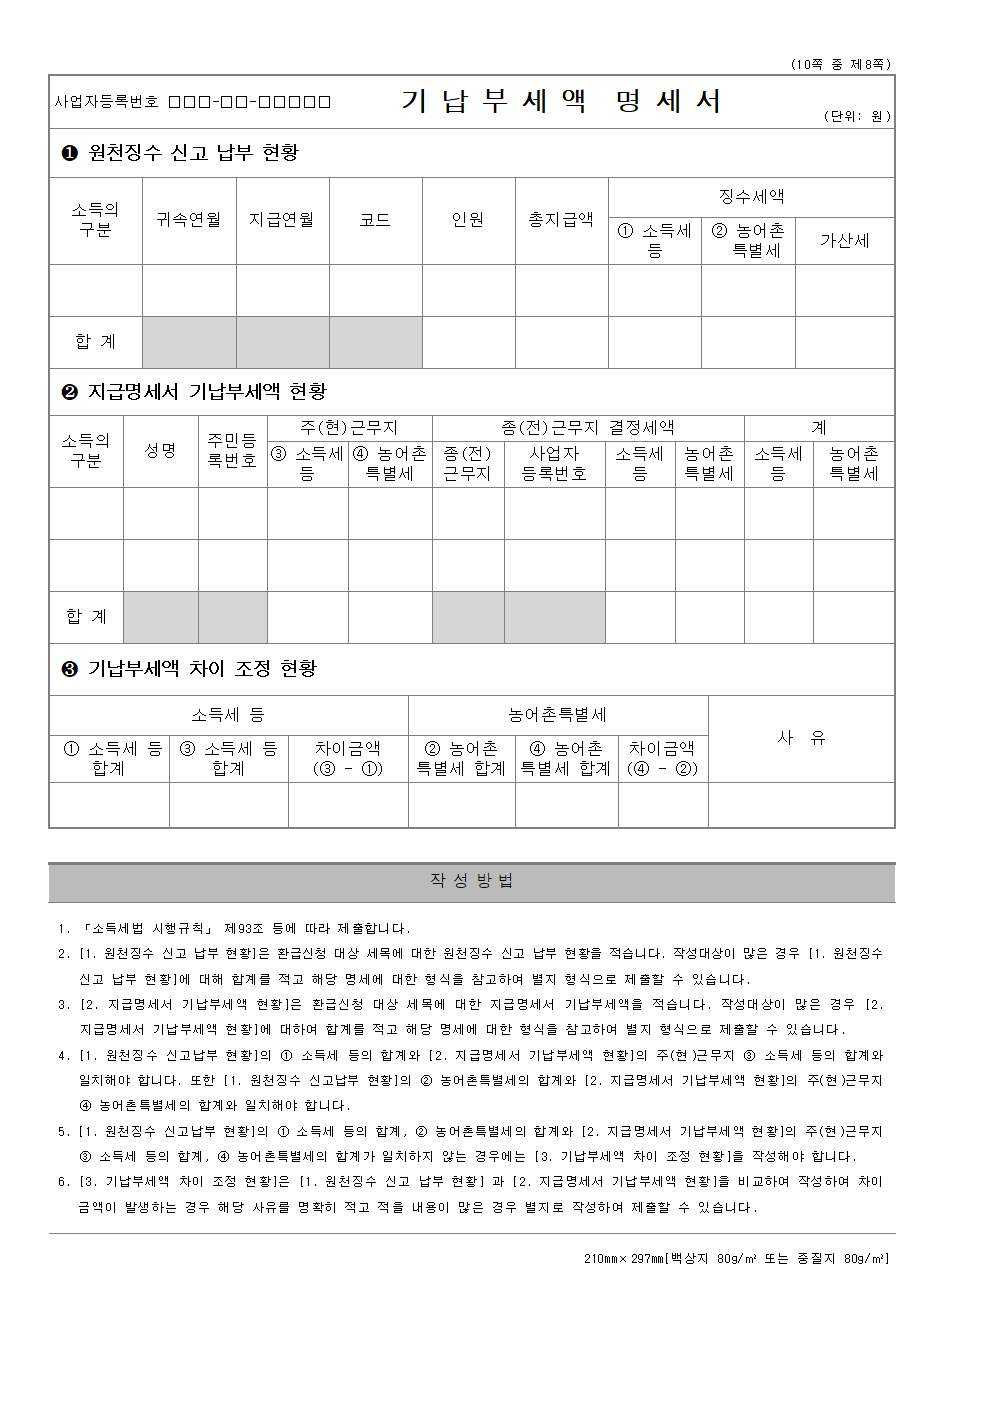 (10쪽 중 제8쪽)
사업자등록번호 □□□-□□-□□□□□
기 납 부 세 액 명 세 서
(단위: 원)
❶ 원천징수 신고 납부 현황
소득의 구분 귀속연월 지급연월 코드 인원 총지급액 징수세액
① 소득세 등 ② 농어촌 특별세 가산세
합 계
❷ 지급명세서 기납부세액 현황
소득의 구분 성명 주민등록번호 주(현)근무지 종(전)근무지 결정세액 계
③ 소득세 등 ④ 농어촌 특별세 종(전) 근무지 사업자 등록번호 소득세 등 농어촌 특별세 소득세 등 농어촌 특별세
합 계
❸ 기납부세액 차이 조정 현황
소득세 등 농어촌특별세 사 유
① 소득세 등 합계 ③ 소득세 등 합계 차이금액 (③ - ①) ② 농어촌 특별세 합계 ④ 농어촌 특별세 합계 차이금액 (④ - ②)
작 성 방 법
1. 「소득세법 시행규칙」 제93조 등에 따라 제출합니다.
2. [1. 원천징수 신고 납부 현황]은 환급신청 대상 세목에 대한 원천징수 신고 납부 현황을 적습니다. 작성대상이 많은 경우 [1. 원천징수
신고 납부 현황]에 대해 합계를 적고 해당 명세에 대한 형식을 참고하여 별지 형식으로 제출할 수 있습니다.
3. [2. 지급명세서 기납부세액 현황]은 환급신청 대상 세목에 대한 지급명세서 기납부세액을 적습니다. 작성대상이 많은 경우 [2.
지급명세서 기납부세액 현황]에 대하여 합계를 적고 해당 명세에 대한 형식을 참고하여 별지 형식으로 제출할 수 있습니다.
4. [1. 원천징수 신고납부 현황]의 ① 소득세 등의 합계와 [2. 지급명세서 기납부세액 현황]의 주(현)근무지 ③ 소득세 등의 합계와
일치해야 합니다. 또한 [1. 원천징수 신고납부 현황]의 ② 농어촌특별세의 합계와 [2. 지급명세서 기납부세액 현황]의 주(현)근무지
④ 농어촌특별세의 합계와 일치해야 합니다.
5. [1. 원천징수 신고납부 현황]의 ① 소득세 등의 합계, ② 농어촌특별세의 합계와 [2. 지급명세서 기납부세액 현황]의 주(현)근무지
③ 소득세 등의 합계, ④ 농어촌특별세의 합계가 일치하지 않는 경우에는 [3. 기납부세액 차이 조정 현황]을 작성해야 합니다.
6. [3. 기납부세액 차이 조정 현황]은 [1. 원천징수 신고 납부 현황] 과 [2. 지급명세서 기납부세액 현황]을 비교하여 작성하여 차이
금액이 발생하는 경우 해당 사유를 명확히 적고 적을 내용이 많은 경우 별지로 작성하여 제출할 수 있습니다.
210㎜×297㎜[백상지 80g/㎡ 또는 중질지 80g/㎡]